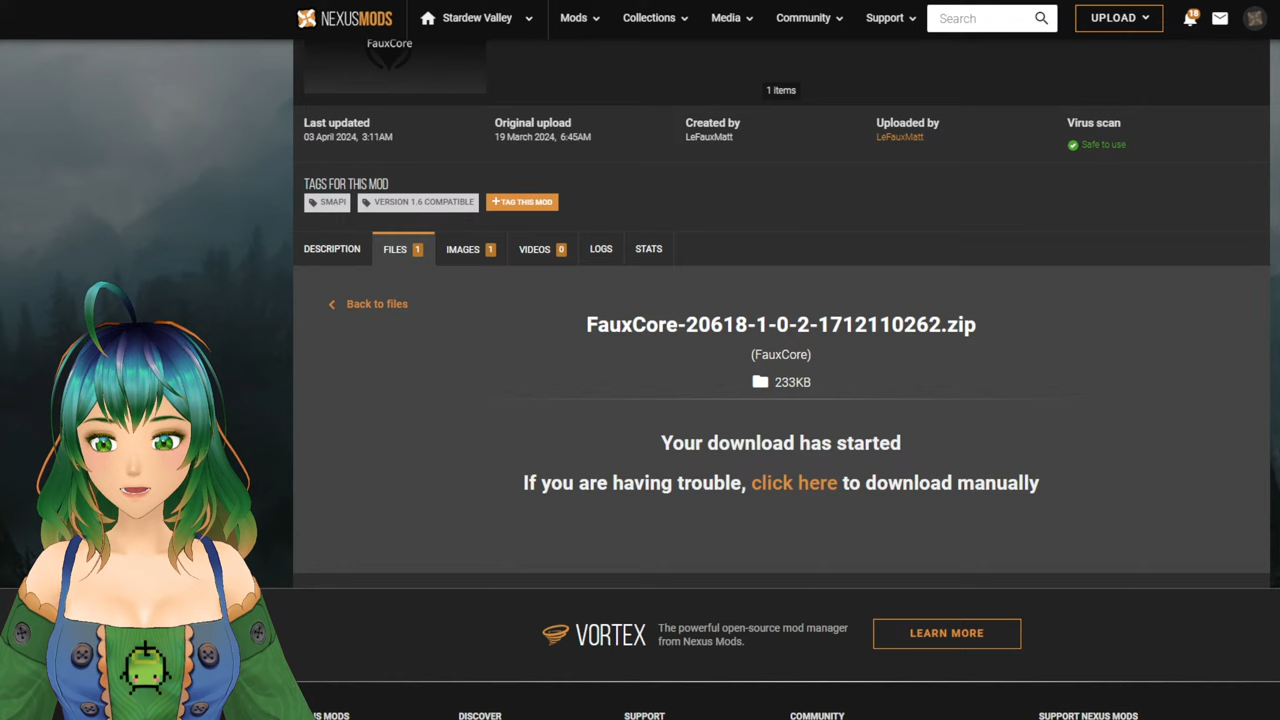 NEXUSMODS
Stardew Valley
Mods
Collections
Media
Community
Support
Search
UPLOAD
18
FauxCore
1 items
Last updated
03 April 2024, 3:11AM
Original upload
19 March 2024, 6:45AM
Created by
LeFauxMatt
Uploaded by
LeFauxMatt
Virus scan
Safe to use
TAGS FOR THIS MOD
SMAPI
VERSION 1.6 COMPATIBLE
+ TAG THIS MOD
DESCRIPTION
FILES 1
IMAGES 1
VIDEOS 0
LOGS
STATS
Back to files
FauxCore-20618-1-0-2-1712110262.zip
(FauxCore)
233KB
Your download has started
If you are having trouble, click here to download manually
VORTEX
The powerful open-source mod manager
from Nexus Mods.
LEARN MORE
XUS MODS
DISCOVER
SUPPORT
COMMUNITY
SUPPORT NEXUS MODS